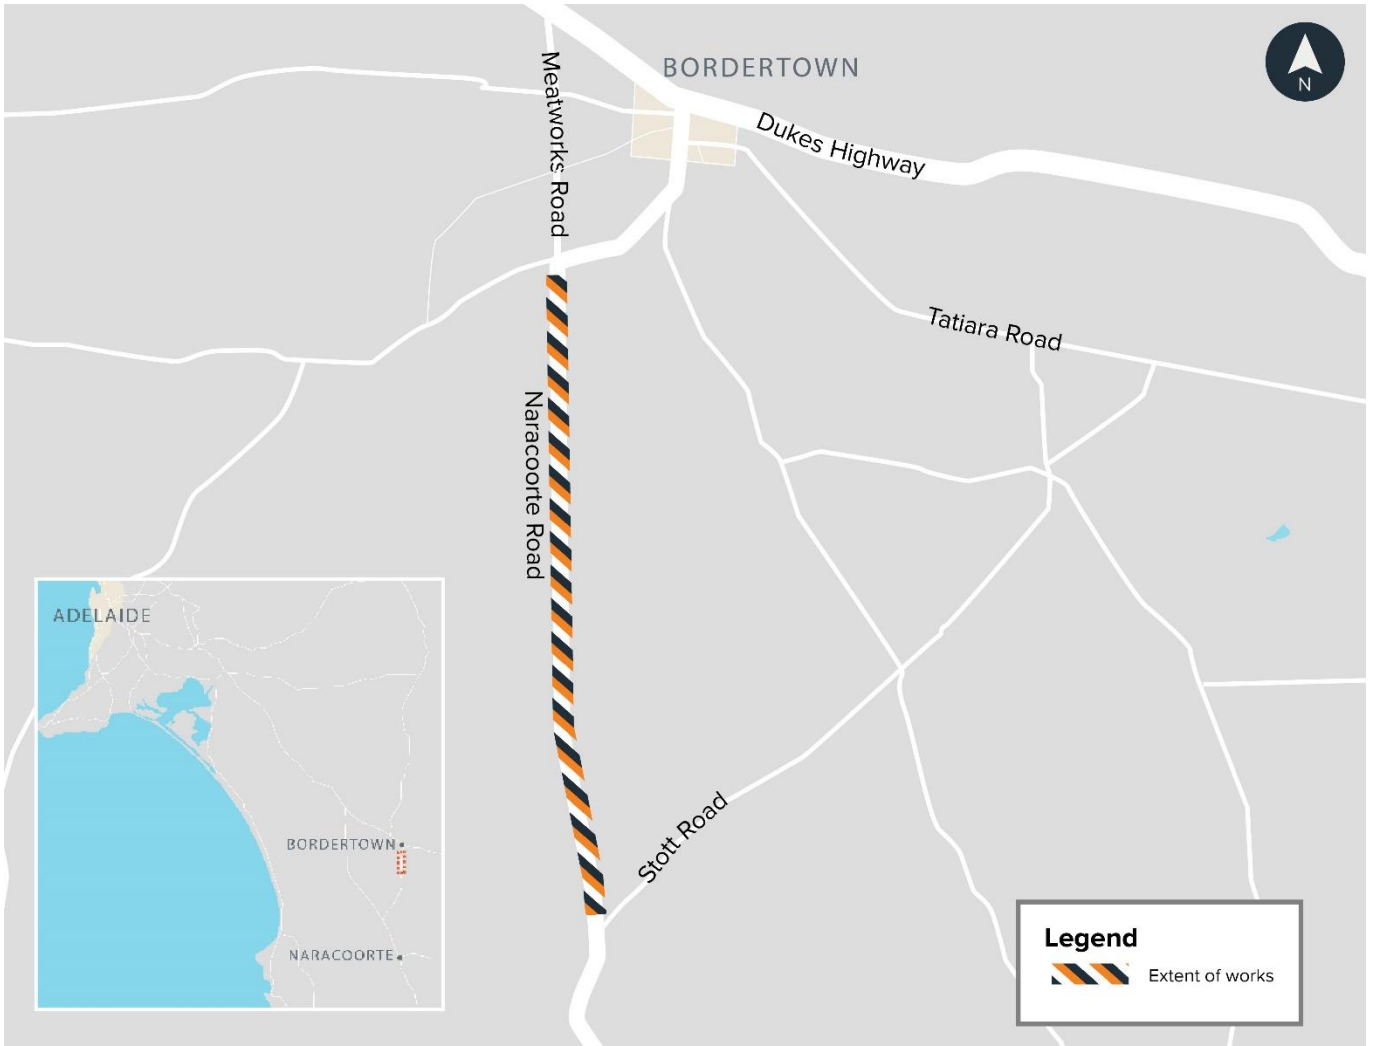 BORDERTOWN
N
Meatworks Road
Dukes Highway
Tatiara Road
Naracoorte Road
ADELAIDE
Stott Road
BORDERTOWN
NARACOORTE
Legend
Extent of works